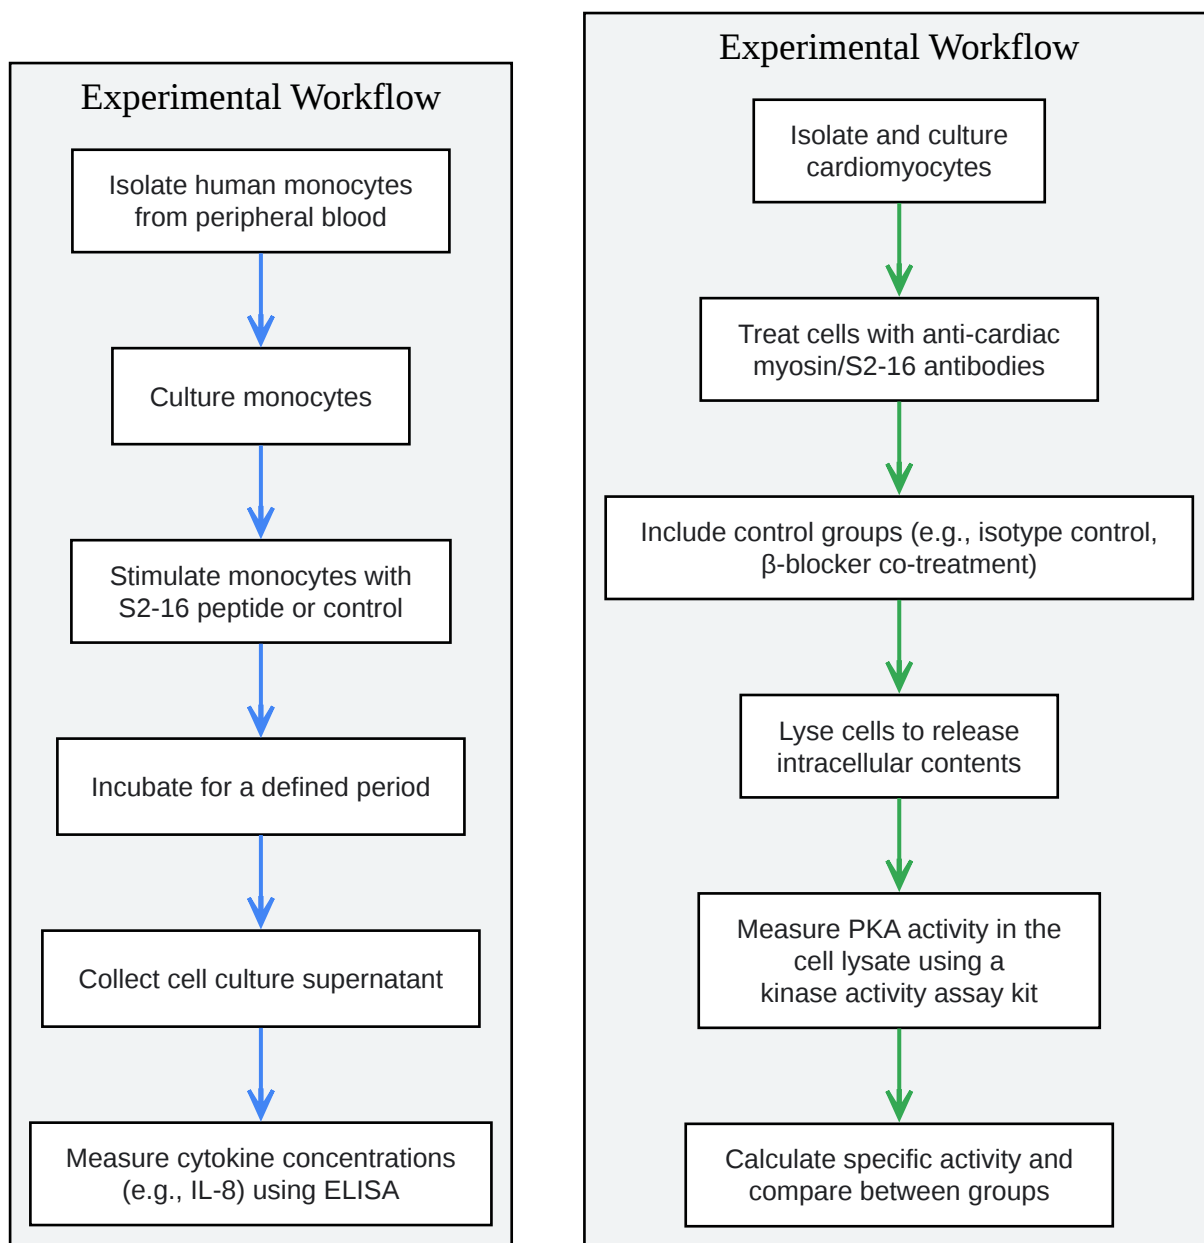 Experimental Workflow
Isolate human monocytes
from peripheral blood
Culture monocytes
Stimulate monocytes with
S2-16 peptide or control
Incubate for a defined period
Collect cell culture supernatant
Measure cytokine concentrations
(e.g., IL-8) using ELISA
Experimental Workflow
Isolate and culture
cardiomyocytes
Treat cells with anti-cardiac
myosin/S2-16 antibodies
Include control groups (e.g., isotype control,
β-blocker co-treatment)
Lyse cells to release
intracellular contents
Measure PKA activity in the
cell lysate using a
kinase activity assay kit
Calculate specific activity and
compare between groups